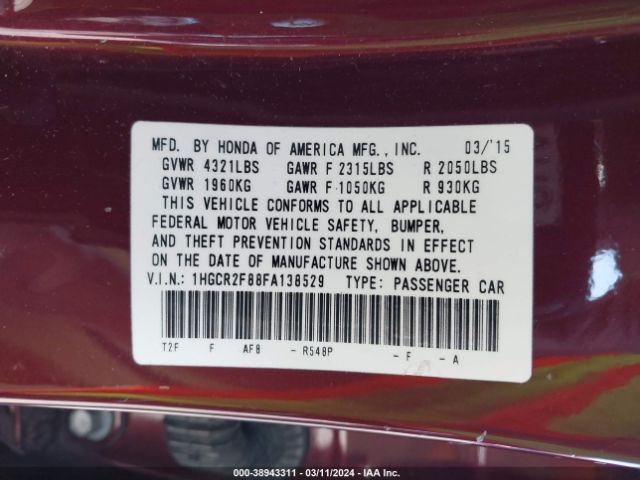 MFD. BY HONDA OF AMERICA MFG., INC. 03/'15
GVWR 4321LBS GAWR F 2315LBS R 2050LBS
GVWR 1960KG GAWR F 1050KG R 930KG
THIS VEHICLE CONFORMS TO ALL APPLICABLE
FEDERAL MOTOR VEHICLE SAFETY, BUMPER,
AND THEFT PREVENTION STANDARDS IN EFFECT
ON THE DATE OF MANUFACTURE SHOWN ABOVE.
V.I.N.: 1HGCR2F88FA138529 TYPE: PASSENGER CAR
T2F F AF8 - R548P - F - A
000-38943311 - 03/11/2024 - IAA Inc.